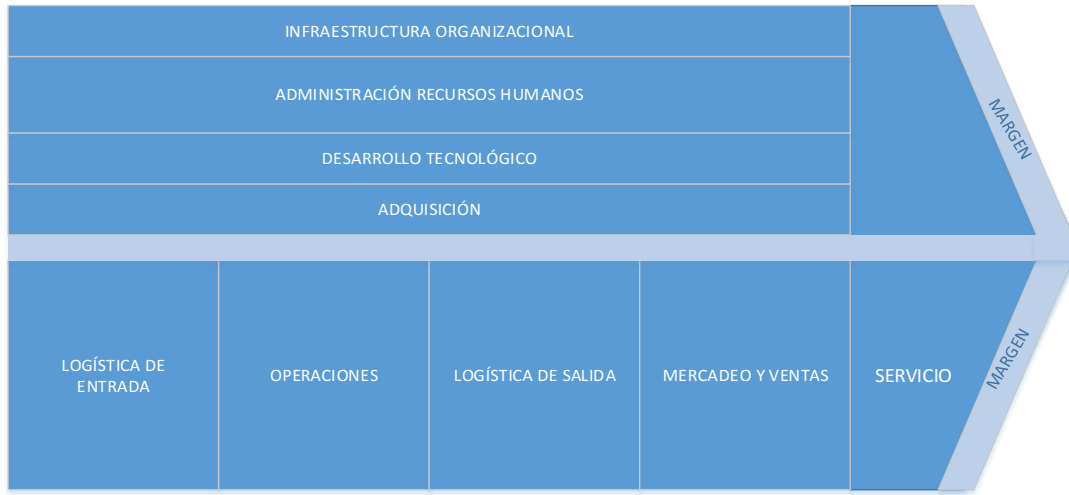 INFRAESTRUCTURA ORGANIZACIONAL
ADMINISTRACIÓN RECURSOS HUMANOS
DESARROLLO TECNOLÓGICO
ADQUISICIÓN
MARGEN
LOGÍSTICA DE
ENTRADA
OPERACIONES
LOGÍSTICA DE SALIDA
MERCADEO Y VENTAS
SERVICIO
MARGEN